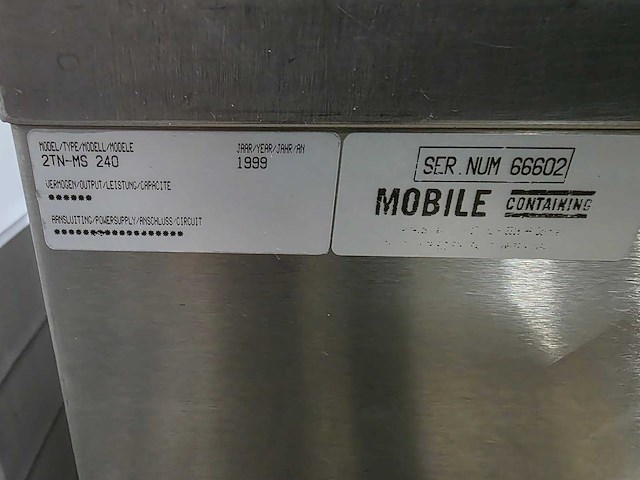 MODEL/TYPE/MODELL/MODELE
2TN-MS 240
JAAR/YEAR/JAHR/AN
1999
VERMOGEN/OUTPUT/LEISTUNG/CAPACITE
******
AANSLUITING/POWERSUPPLY/ANSCHLUSS/CIRCUIT
*******************
SER.NUM 66602
MOBILE CONTAINING